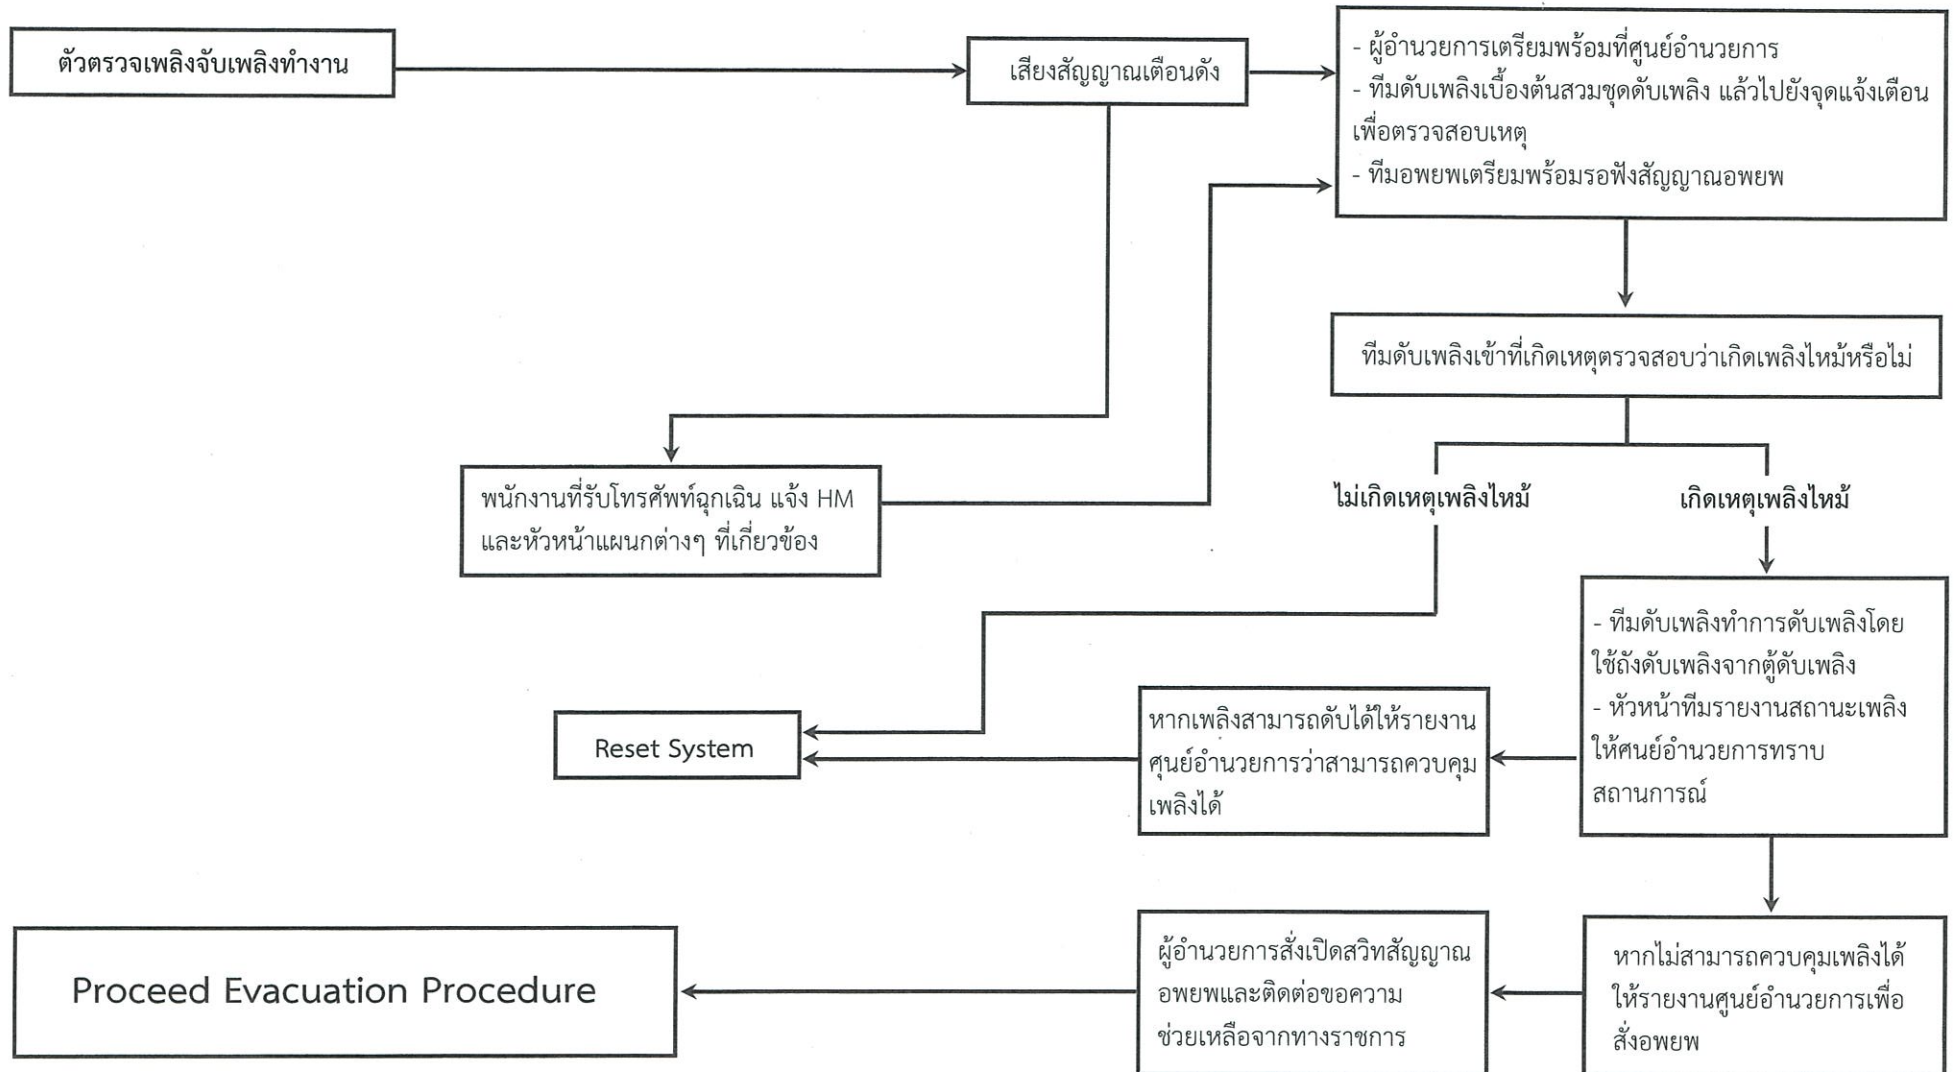 ตัวตรวจเพลิงจับเพลิงทำงาน
เสียงสัญญาณเตือนดัง
- ผู้อำนวยการเตรียมพร้อมที่ศูนย์อำนวยการ
- ทีมดับเพลิงเบื้องต้นสวมชุดดับเพลิง แล้วไปยังจุดแจ้งเตือน
เพื่อตรวจสอบเหตุ
- ทีมอพยพเตรียมพร้อมรอฟังสัญญาณอพยพ
ทีมดับเพลิงเข้าที่เกิดเหตุตรวจสอบว่าเกิดเพลิงไหม้หรือไม่
พนักงานที่รับโทรศัพท์ฉุกเฉิน แจ้ง HM
และหัวหน้าแผนกต่างๆ ที่เกี่ยวข้อง
ไม่เกิดเหตุเพลิงไหม้
เกิดเหตุเพลิงไหม้
- ทีมดับเพลิงทำการดับเพลิงโดย
ใช้ถังดับเพลิงจากตู้ดับเพลิง
- หัวหน้าทีมรายงานสถานะเพลิง
ให้ศนย์อำนวยการทราบ
สถานการณ์
หากเพลิงสามารถดับได้ให้รายงาน
ศุนย์อำนวยการว่าสามารถควบคุม
เพลิงได้
Reset System
หากไม่สามารถควบคุมเพลิงได้
ให้รายงานศูนย์อำนวยการเพื่อ
สั่งอพยพ
ผู้อำนวยการสั่งเปิดสวิทสัญญาณ
อพยพและติดต่อขอความ
ช่วยเหลือจากทางราชการ
Proceed Evacuation Procedure